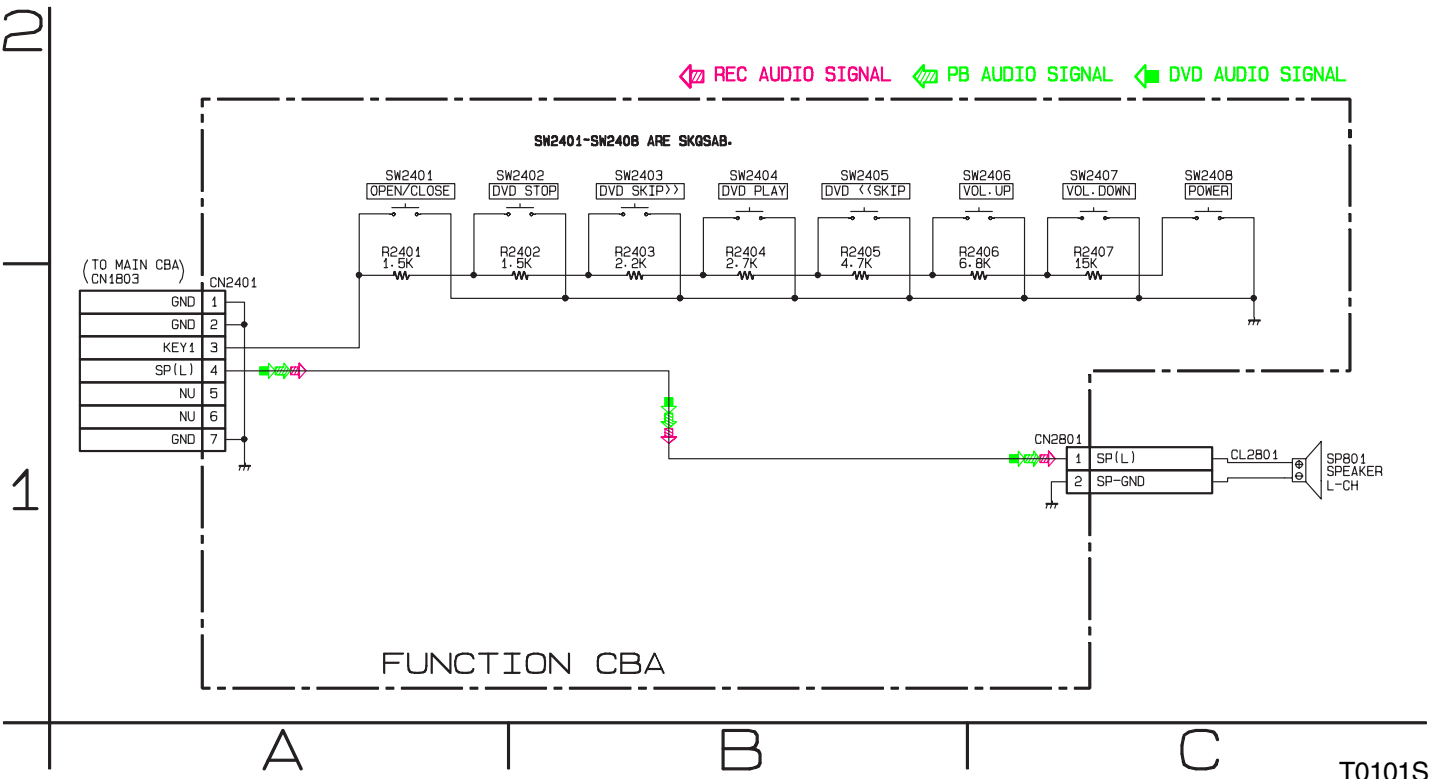 2
REC AUDIO SIGNAL PB AUDIO SIGNAL DVD AUDIO SIGNAL
SW2401-SW2408 ARE SKQSAB.
SW2401 SW2402 SW2403 SW2404 SW2405 SW2406 SW2407 SW2408
OPEN/CLOSE DVD STOP DVD SKIP>> DVD PLAY DVD <<SKIP VOL.UP VOL.DOWN POWER
R2401 R2402 R2403 R2404 R2405 R2406 R2407
1.5K 1.5K 2.2K 2.7K 4.7K 6.8K 15K
(TO MAIN CBA)
(CN1803)
CN2401
GND 1
GND 2
KEY1 3
SP(L) 4
NU 5
NU 6
GND 7
1
CN2801
1 SP(L)
2 SP-GND
CL2801
SP801
SPEAKER
L-CH
FUNCTION CBA
A B C
T0101S